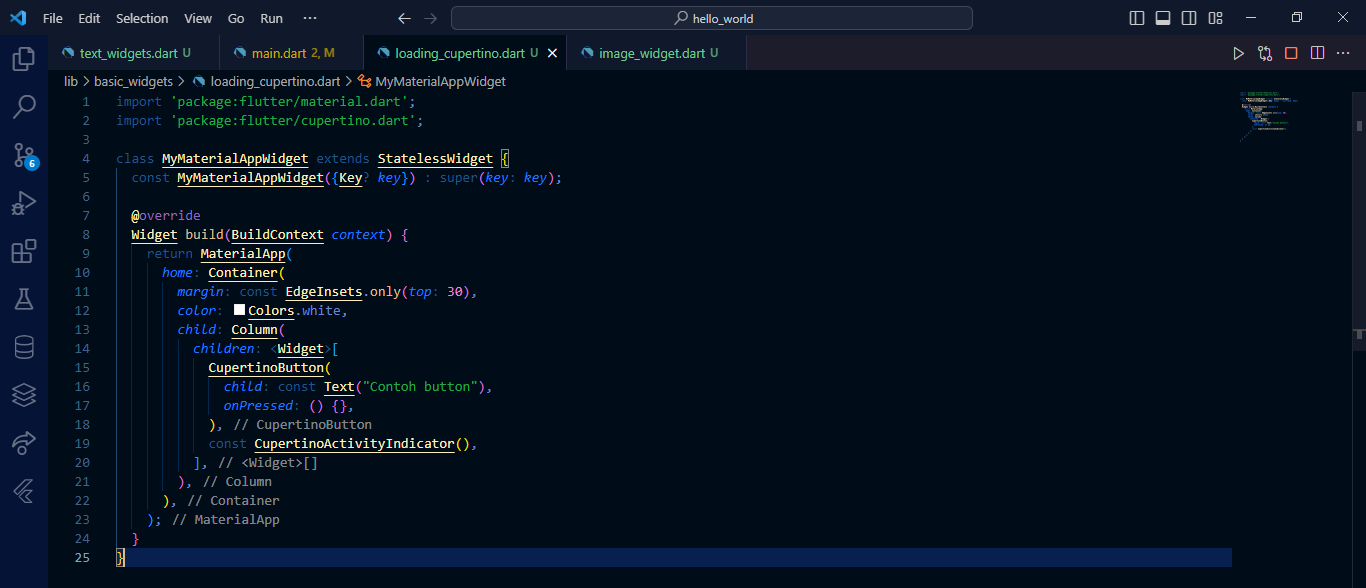 File Edit Selection View Go Run ··· hello_world
text_widgets.dart U main.dart 2, M loading_cupertino.dart U image_widget.dart U
lib > basic_widgets > loading_cupertino.dart > MyMaterialAppWidget
1 import 'package:flutter/material.dart';
2 import 'package:flutter/cupertino.dart';
3
4 class MyMaterialAppWidget extends StatelessWidget {
5 const MyMaterialAppWidget({Key? key}) : super(key: key);
6
7 @override
8 Widget build(BuildContext context) {
9 return MaterialApp(
10 home: Container(
11 margin: const EdgeInsets.only(top: 30),
12 color: Colors.white,
13 child: Column(
14 children: <Widget>[
15 CupertinoButton(
16 child: const Text("Contoh button"),
17 onPressed: () {},
18 ), // CupertinoButton
19 const CupertinoActivityIndicator(),
20 ], // <Widget>[]
21 ), // Column
22 ), // Container
23 ); // MaterialApp
24 }
25 }
6